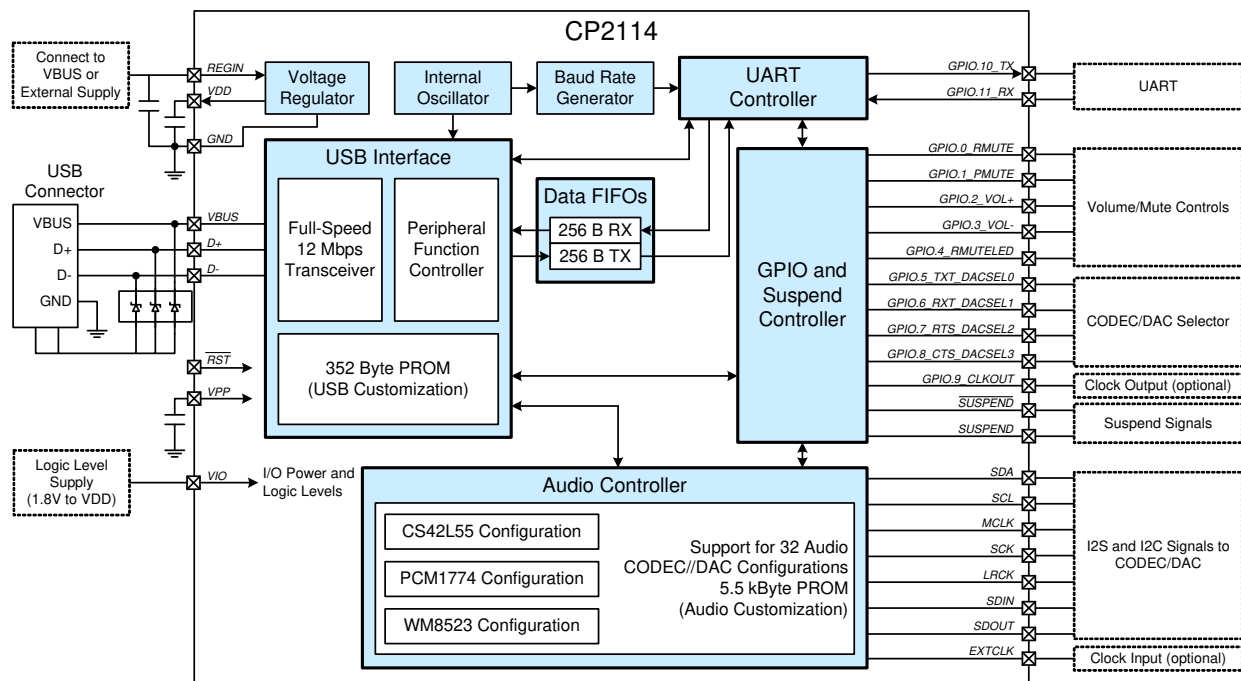 CP2114
Connect to
VBUS or
External Supply
REGIN
VDD
GND
Voltage
Regulator
Internal
Oscillator
Baud Rate
Generator
UART
Controller
GPIO.10_TX
GPIO.11_RX
UART
USB
Connector
VBUS
D+
D-
GND
VBUS
D+
D-
RST
VPP
USB Interface
Full-Speed
12 Mbps
Transceiver
Peripheral
Function
Controller
352 Byte PROM
(USB Customization)
Data FIFOs
256 B RX
256 B TX
GPIO and
Suspend
Controller
GPIO.0_RMUTE
GPIO.1_PMUTE
GPIO.2_VOL+
GPIO.3_VOL-
GPIO.4_RMUTELED
Volume/Mute Controls
GPIO.5_TXT_DACSEL0
GPIO.6_RXT_DACSEL1
GPIO.7_RTS_DACSEL2
GPIO.8_CTS_DACSEL3
CODEC/DAC Selector
GPIO.9_CLKOUT
Clock Output (optional)
SUSPEND
SUSPEND
Suspend Signals
Logic Level
Supply
(1.8V to VDD)
VIO
I/O Power and
Logic Levels
Audio Controller
CS42L55 Configuration
PCM1774 Configuration
WM8523 Configuration
Support for 32 Audio
CODEC//DAC Configurations
5.5 kByte PROM
(Audio Customization)
SDA
SCL
MCLK
SCK
LRCK
SDIN
SDOUT
I2S and I2C Signals to
CODEC/DAC
EXTCLK
Clock Input (optional)